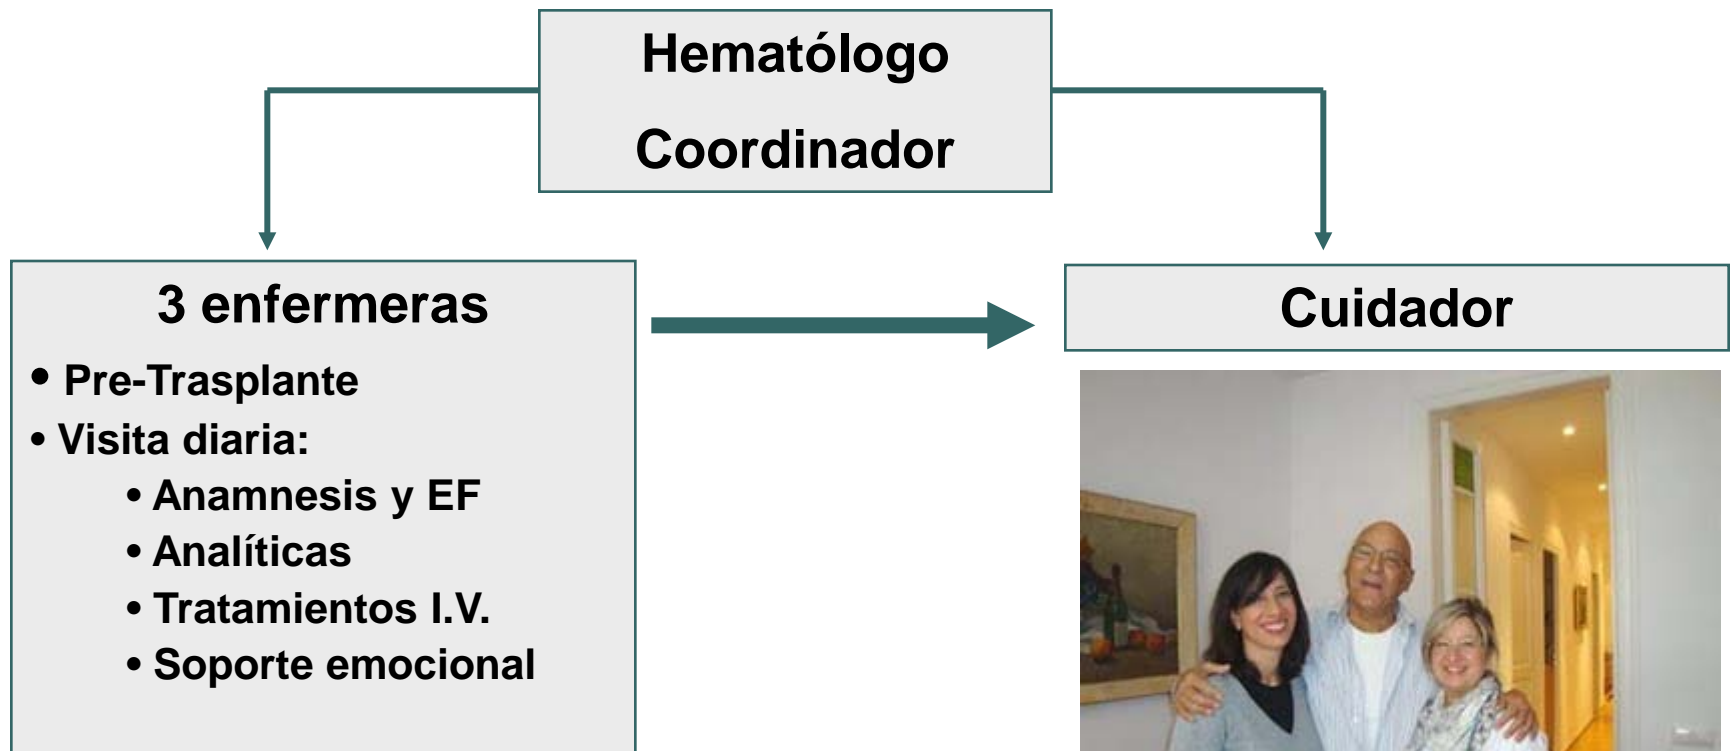 Hematólogo
Coordinador
3 enfermeras
• Pre-Trasplante
• Visita diaria:
• Anamnesis y EF
• Analíticas
• Tratamientos I.V.
• Soporte emocional
Cuidador